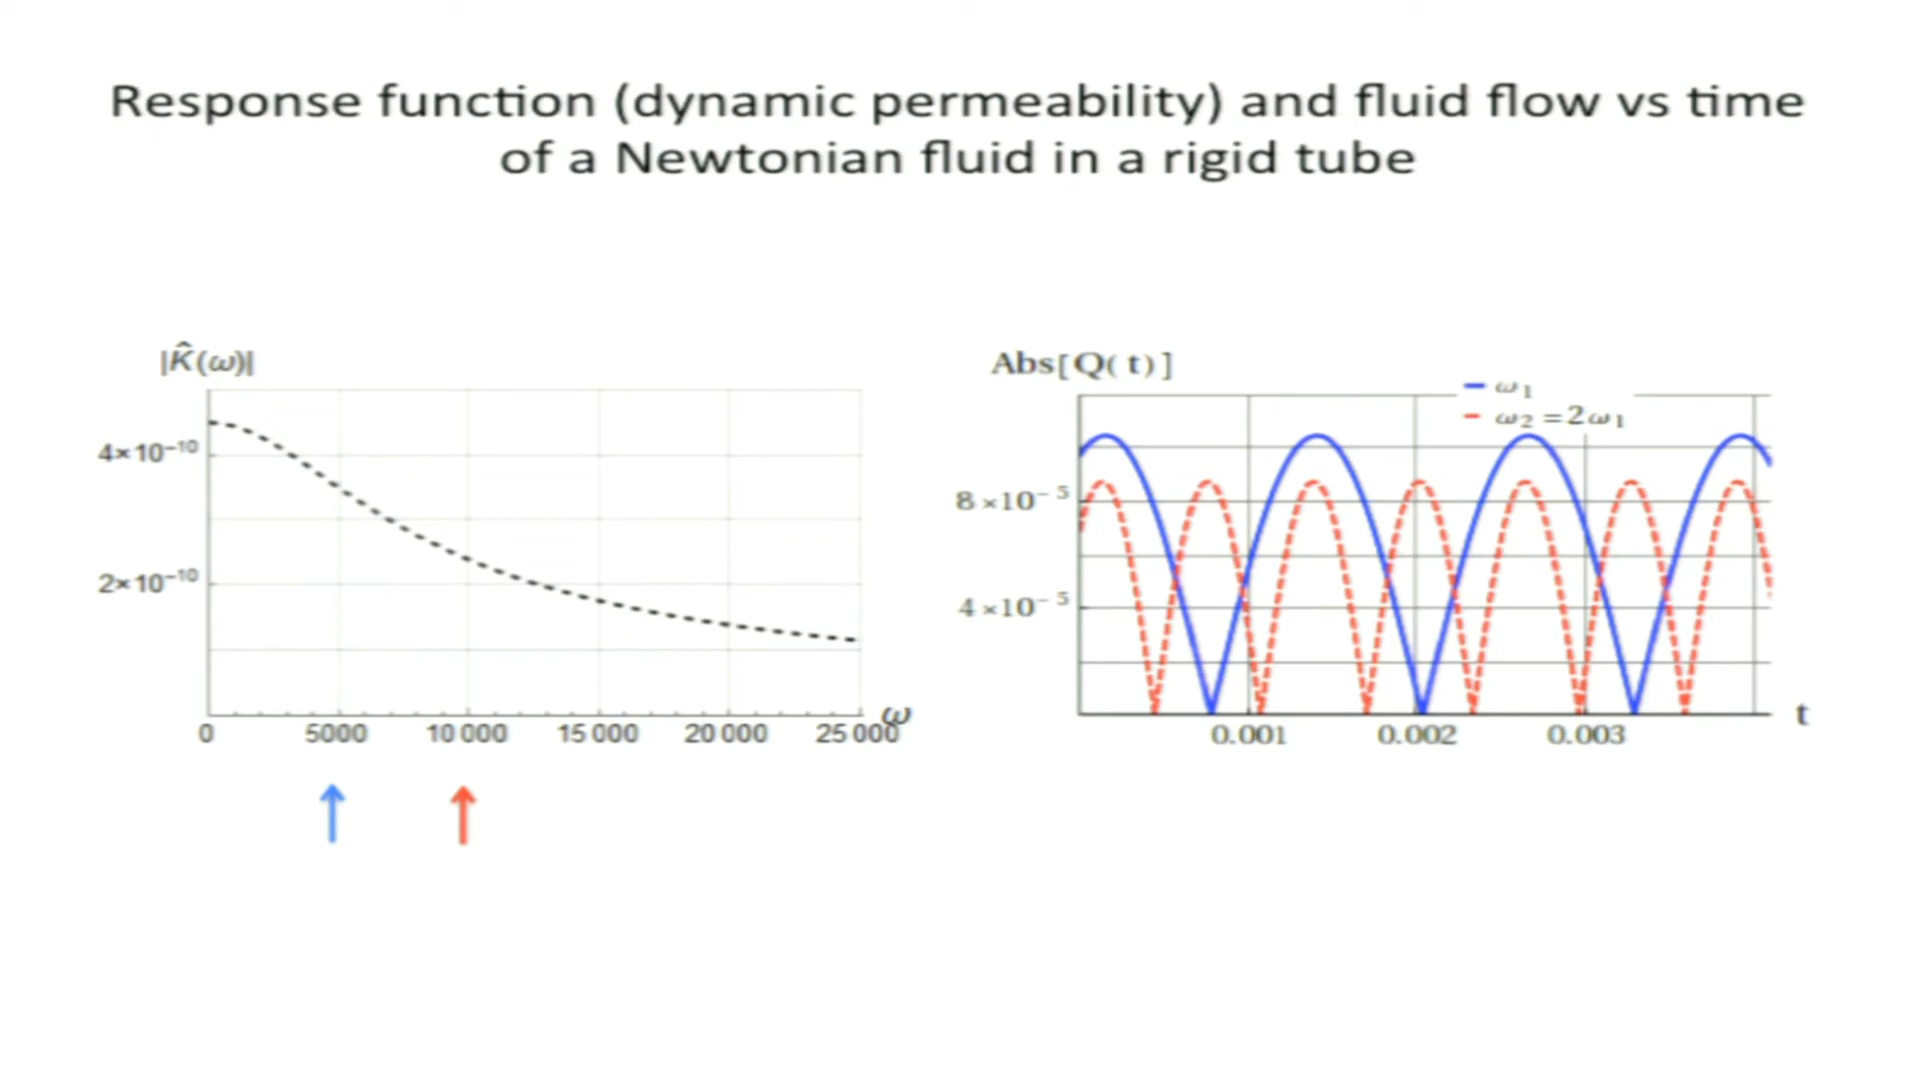 Response function (dynamic permeability) and fluid flow vs time
of a Newtonian fluid in a rigid tube
|K̂(ω)|
4×10⁻¹⁰
2×10⁻¹⁰
0 5000 10 000 15 000 20 000 25 000 ω
Abs[Q( t)]
ω₁
ω₂ =2ω₁
8 ×10⁻⁵
4 ×10⁻⁵
0.001 0.002 0.003 t